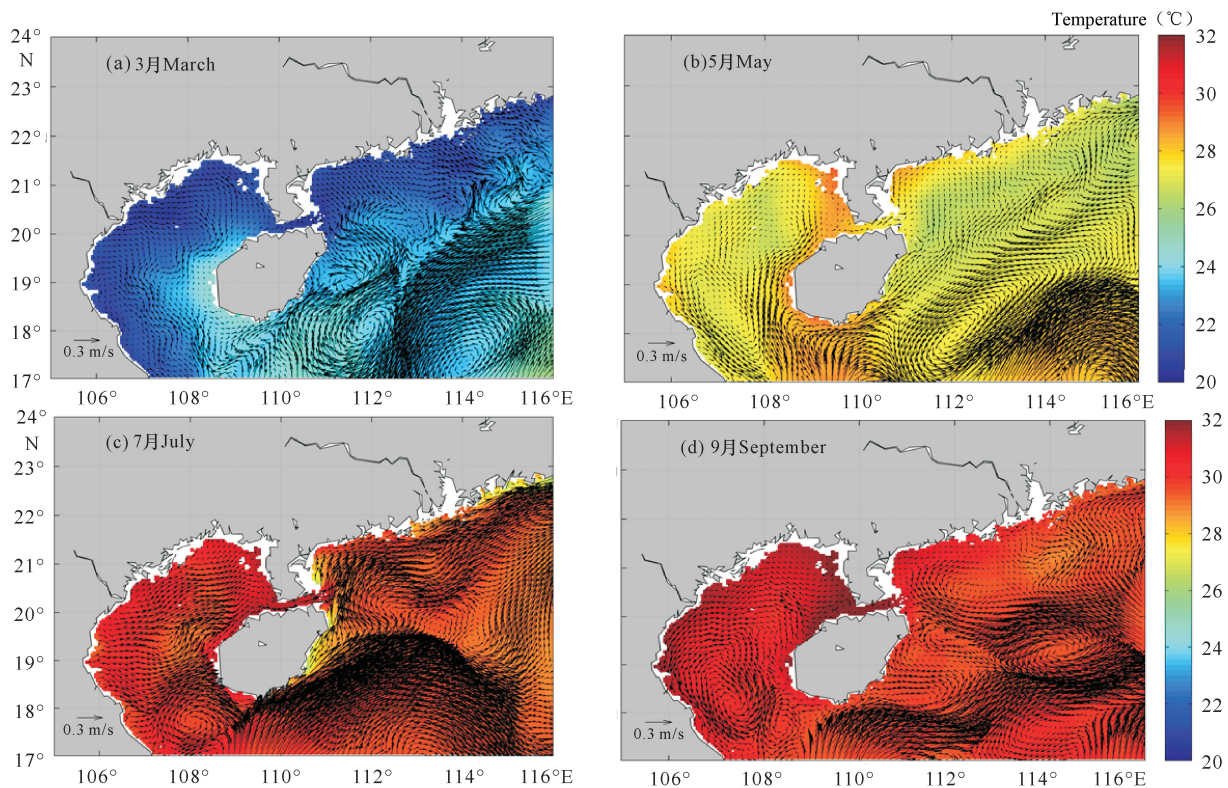 Temperature（℃）
24°
N
23°
22°
21°
20°
19°
18°
17°
(a) 3月March
0.3 m/s
106° 108° 110° 112° 114° 116°E
(b)5月May
0.3 m/s
106° 108° 110° 112° 114° 116°E
32
30
28
26
24
22
20
24°
N
23°
22°
21°
20°
19°
18°
17°
(c) 7月July
0.3 m/s
106° 108° 110° 112° 114° 116°E
(d) 9月September
0.3 m/s
106° 108° 110° 112° 114° 116°E
32
30
28
26
24
22
20